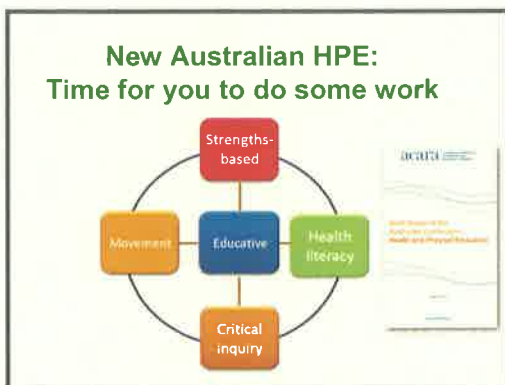 New Australian HPE:
Time for you to do some work
Strengths-
based
Movement
Educative
Health
literacy
Critical
inquiry
acara
Health and Physical Education